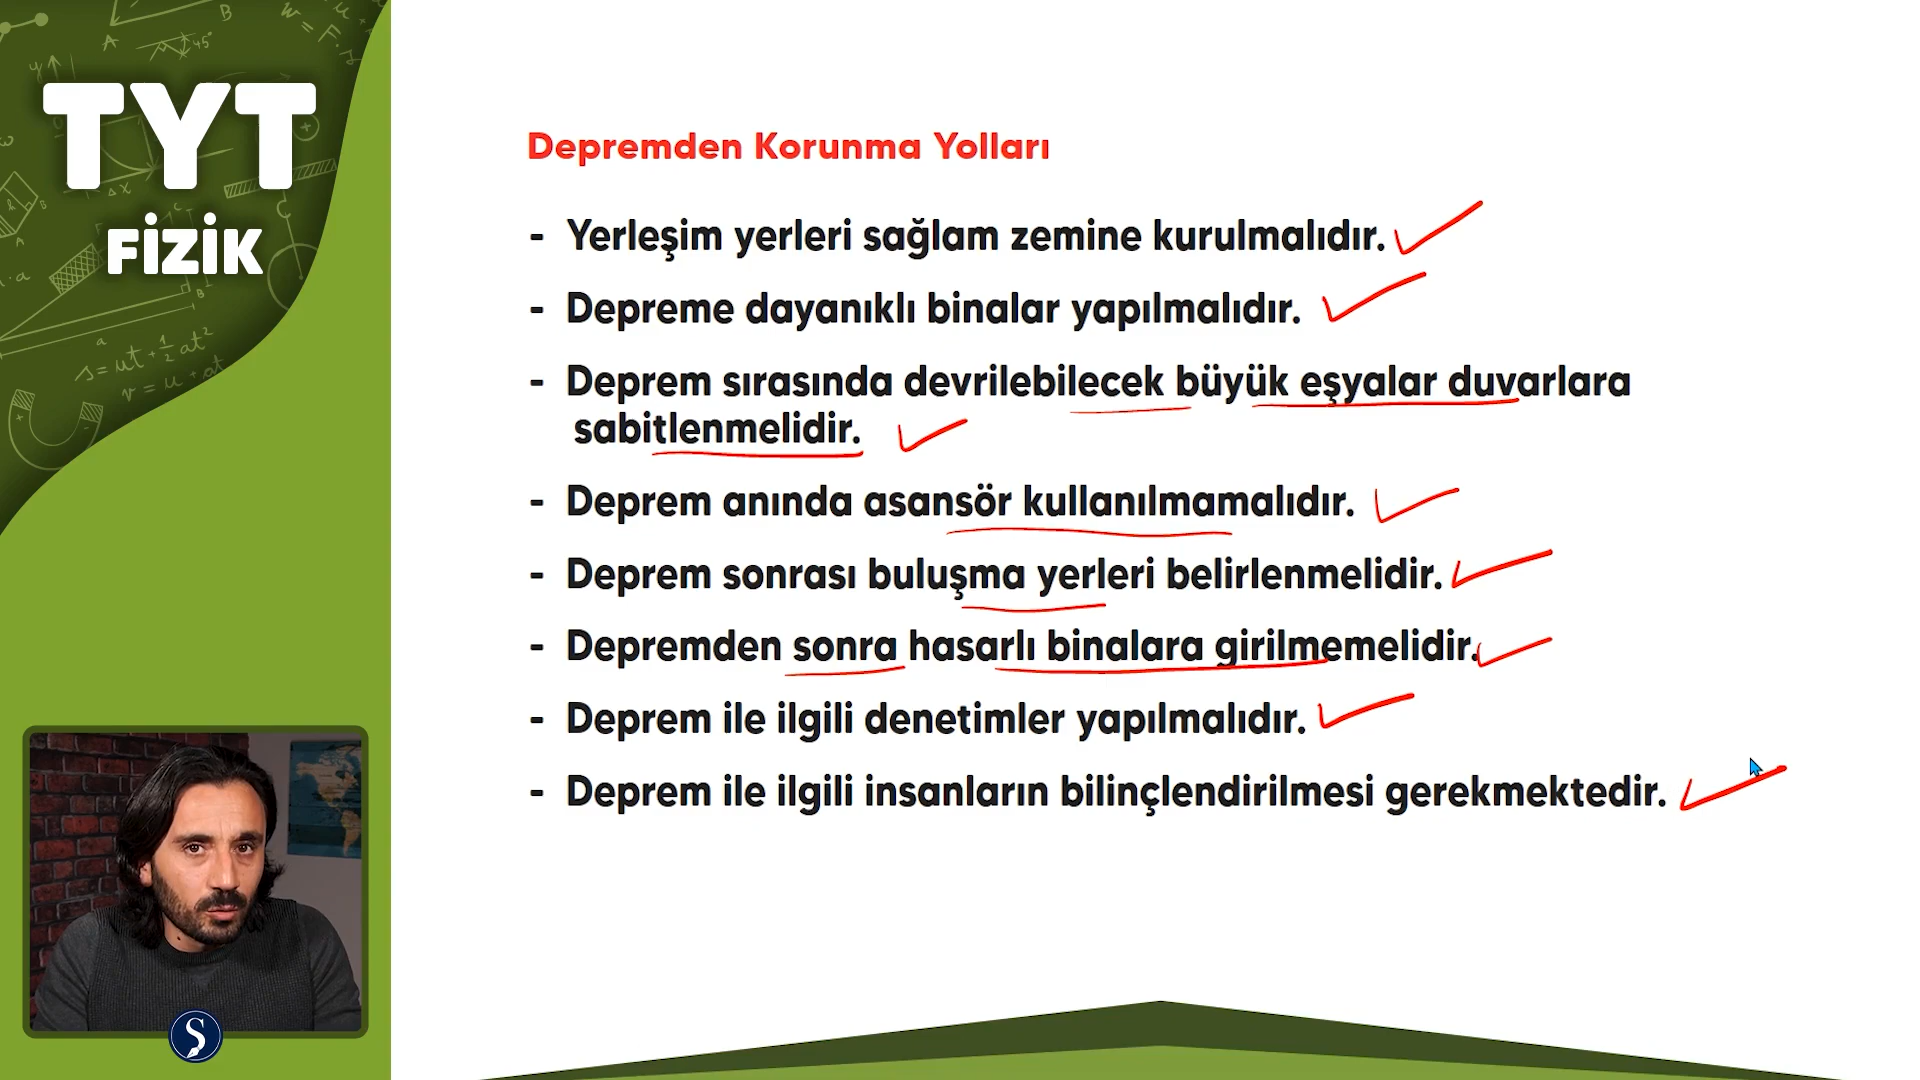 TYT
FİZİK
Depremden Korunma Yolları
- Yerleşim yerleri sağlam zemine kurulmalıdır.
- Depreme dayanıklı binalar yapılmalıdır.
- Deprem sırasında devrilebilecek büyük eşyalar duvarlara
sabitlenmelidir.
- Deprem anında asansör kullanılmamalıdır.
- Deprem sonrası buluşma yerleri belirlenmelidir.
- Depremden sonra hasarlı binalara girilmemelidir.
- Deprem ile ilgili denetimler yapılmalıdır.
- Deprem ile ilgili insanların bilinçlendirilmesi gerekmektedir.